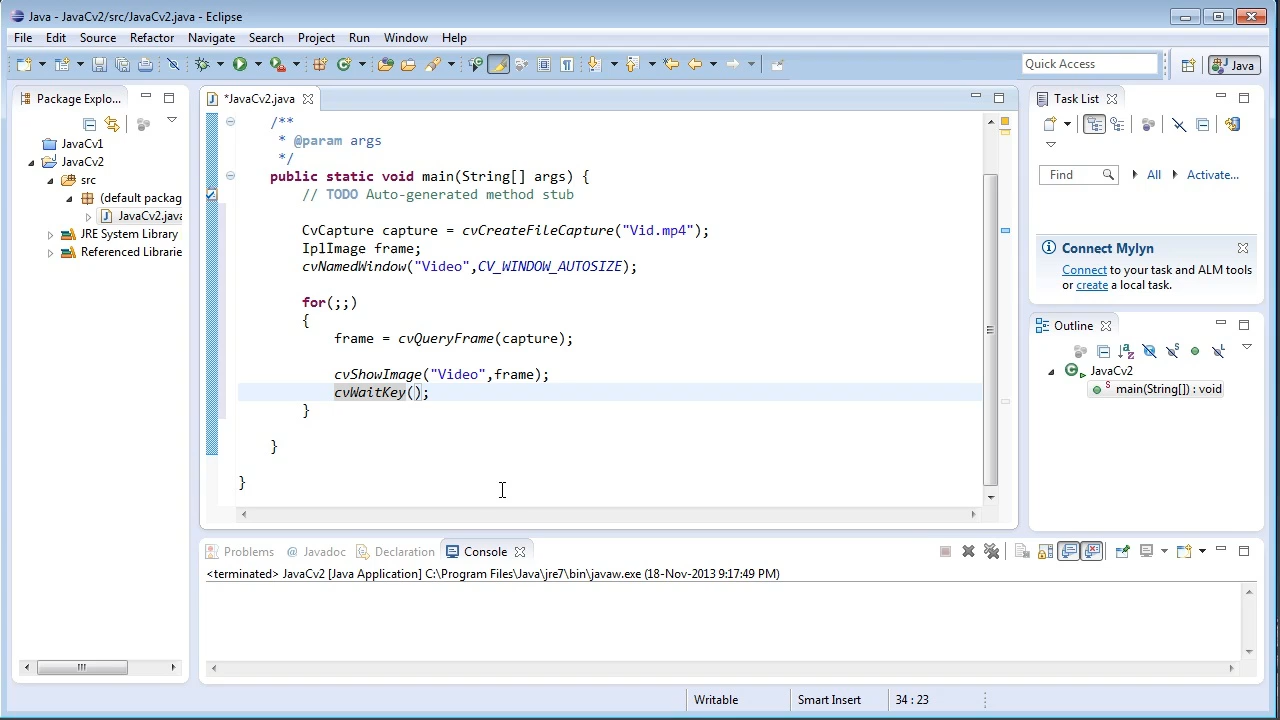 Java - JavaCv2/src/JavaCv2.java - Eclipse
File Edit Source Refactor Navigate Search Project Run Window Help
Quick Access
Java
Package Explo...
JavaCv1
JavaCv2
src
(default packag
JavaCv2.java
JRE System Library
Referenced Librarie
*JavaCv2.java
/**
* @param args
*/
public static void main(String[] args) {
// TODO Auto-generated method stub
CvCapture capture = cvCreateFileCapture("Vid.mp4");
IplImage frame;
cvNamedWindow("Video",CV_WINDOW_AUTOSIZE);
for(;;)
{
frame = cvQueryFrame(capture);
cvShowImage("Video",frame);
cvWaitKey();
}
}
}
Task List
Find All Activate...
Connect Mylyn
Connect to your task and ALM tools
or create a local task.
Outline
JavaCv2
main(String[]) : void
Problems Javadoc Declaration Console
<terminated> JavaCv2 [Java Application] C:\Program Files\Java\jre7\bin\javaw.exe (18-Nov-2013 9:17:49 PM)
Writable Smart Insert 34 : 23